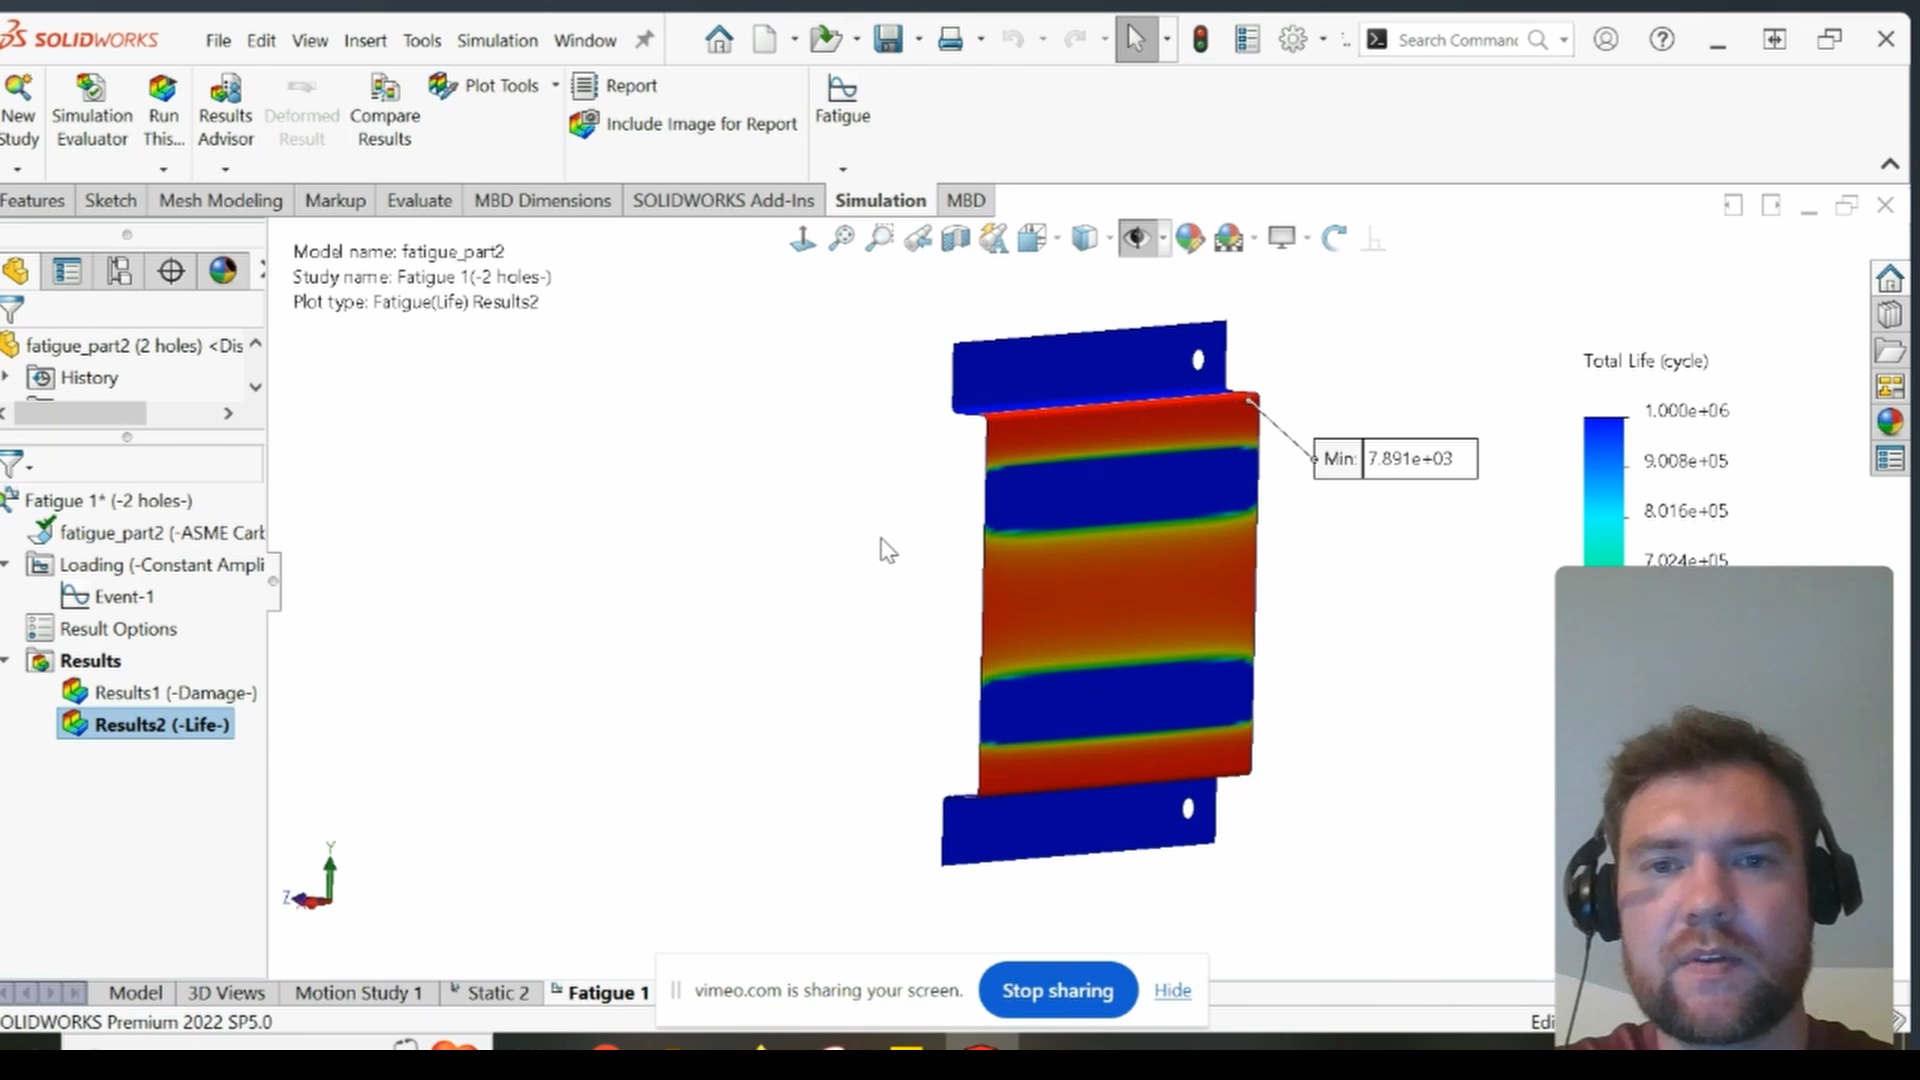 SOLIDWORKS
File Edit View Insert Tools Simulation Window
Search Comman
New Study
Simulation Evaluator
Run This...
Results Advisor
Deformed Result
Compare Results
Plot Tools
Report
Include Image for Report
Fatigue
Features Sketch Mesh Modeling Markup Evaluate MBD Dimensions SOLIDWORKS Add-Ins Simulation MBD
Model name: fatigue_part2
Study name: Fatigue 1(-2 holes-)
Plot type: Fatigue(Life) Results2
fatigue_part2 (2 holes) <Dis
History
Fatigue 1* (-2 holes-)
fatigue_part2 (-ASME Cart
Loading (-Constant Ampli
Event-1
Result Options
Results
Results1 (-Damage-)
Results2 (-Life-)
Total Life (cycle)
1.000e+06
9.008e+05
8.016e+05
7.024e+05
Min: 7.891e+03
Y
Z
vimeo.com is sharing your screen. Stop sharing Hide
Model 3D Views Motion Study 1 Static 2 Fatigue 1
OLIDWORKS Premium 2022 SP5.0
Edi